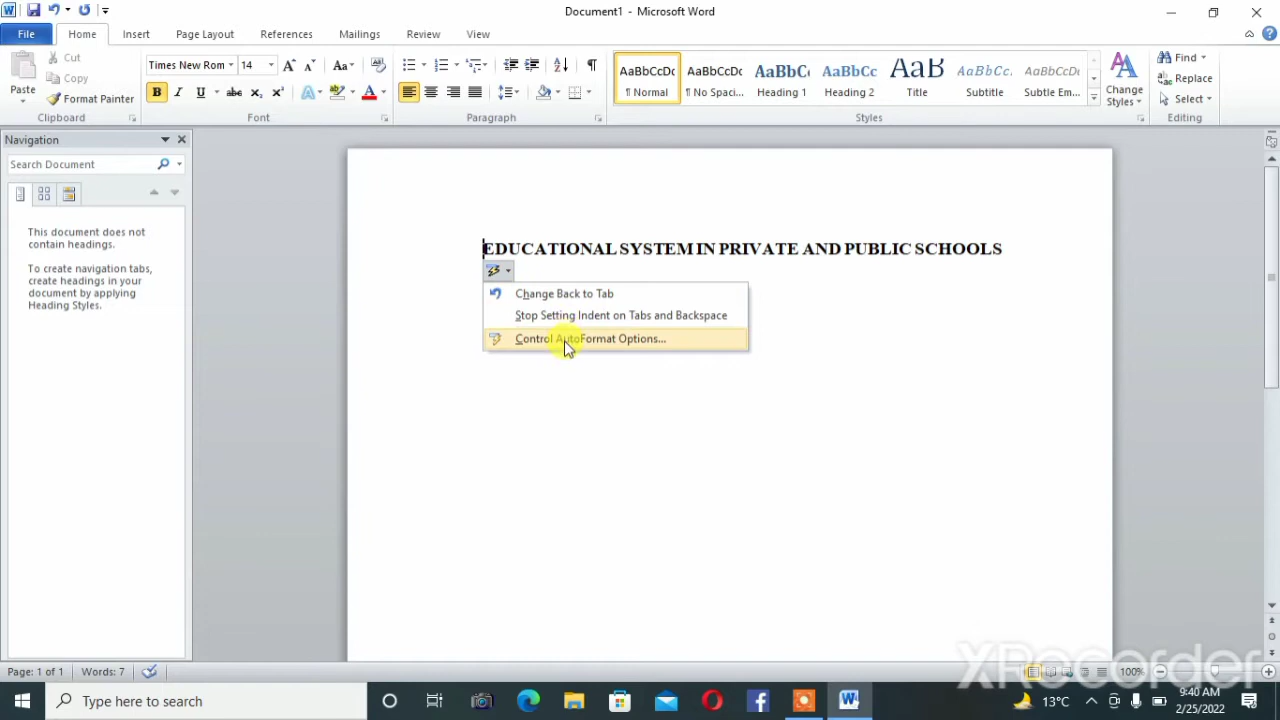 Document1 - Microsoft Word
File Home Insert Page Layout References Mailings Review View
Paste
Cut
Copy
Format Painter
Clipboard
Times New Rom 14
Font
Paragraph
AaBbCcDc AaBbCcDc AaBbCc AaBbCc AaB AaBbCc. AaBbCcDc
¶ Normal ¶ No Spaci... Heading 1 Heading 2 Title Subtitle Subtle Em...
Change
Styles
Styles
Find
Replace
Select
Editing
Navigation
Search Document
This document does not
contain headings.
To create navigation tabs,
create headings in your
document by applying
Heading Styles.
EDUCATIONAL SYSTEM IN PRIVATE AND PUBLIC SCHOOLS
Change Back to Tab
Stop Setting Indent on Tabs and Backspace
Control AutoFormat Options...
XRecorder
Page: 1 of 1 Words: 7
100%
Type here to search
13°C
9:40 AM
2/25/2022